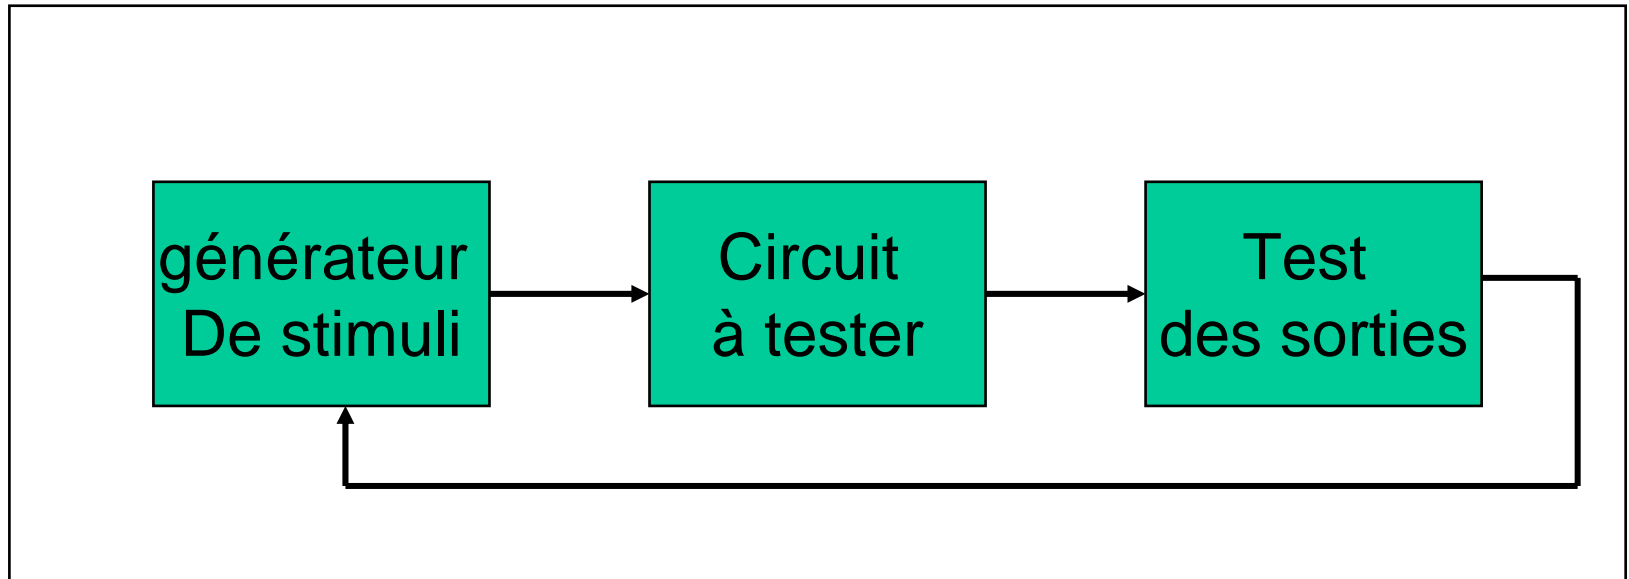 générateur
De stimuli
Circuit
à tester
Test
des sorties